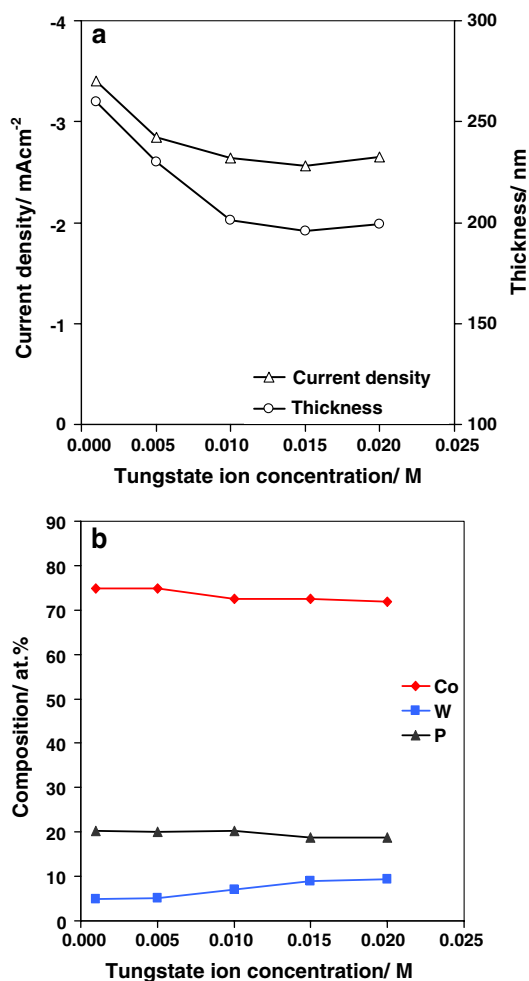 a
-4
-3
-2
-1
0
Current density/ mAcm⁻²
300
250
200
150
100
Thickness/ nm
Current density
Thickness
0.000 0.005 0.010 0.015 0.020 0.025
Tungstate ion concentration/ M
b
90
80
70
60
50
40
30
20
10
0
Composition/ at.%
Co
W
P
0.000 0.005 0.010 0.015 0.020 0.025
Tungstate ion concentration/ M